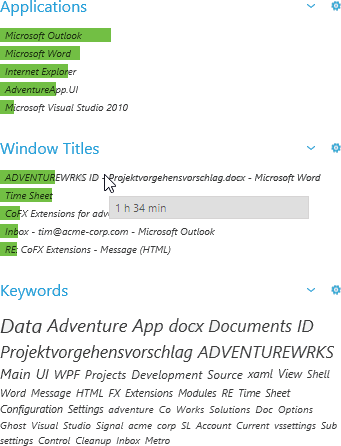 Applications
Microsoft Outlook
Microsoft Word
Internet Explorer
AdventureApp.UI
Microsoft Visual Studio 2010
Window Titles
ADVENTUREWRKS ID - Projektvorgehensvorschlag.docx - Microsoft Word
Time Sheet
1 h 34 min
CoFX Extensions for adv
Inbox - tim@acme-corp.com - Microsoft Outlook
RE: CoFX Extensions - Message (HTML)
Keywords
Data Adventure App docx Documents ID
Projektvorgehensvorschlag ADVENTUREWRKS
Main UI WPF Projects Development Source xaml View Shell
Word Message HTML FX Extensions Modules RE Time Sheet
Configuration Settings adventure Co Works Solutions Doc Options
Ghost Visual Studio Signal acme corp SL Account Current vssettings Sub
settings Control Cleanup Inbox Metro